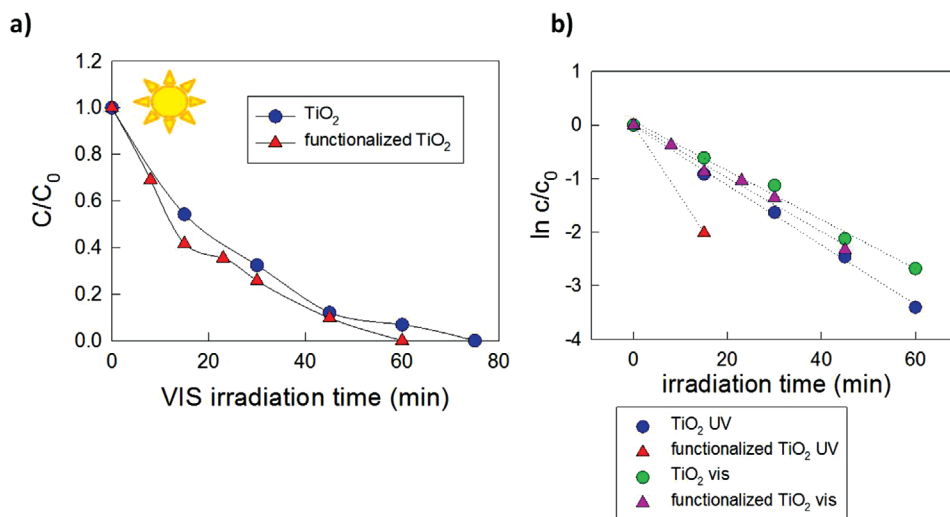 a)
1.2
1.0
0.8
0.6
0.4
0.2
0.0
C/C₀
0
20
40
60
80
VIS irradiation time (min)
TiO₂
functionalized TiO₂
b)
1
0
-1
-2
-3
-4
ln c/c₀
0
20
40
60
irradiation time (min)
TiO₂ UV
functionalized TiO₂ UV
TiO₂ vis
functionalized TiO₂ vis